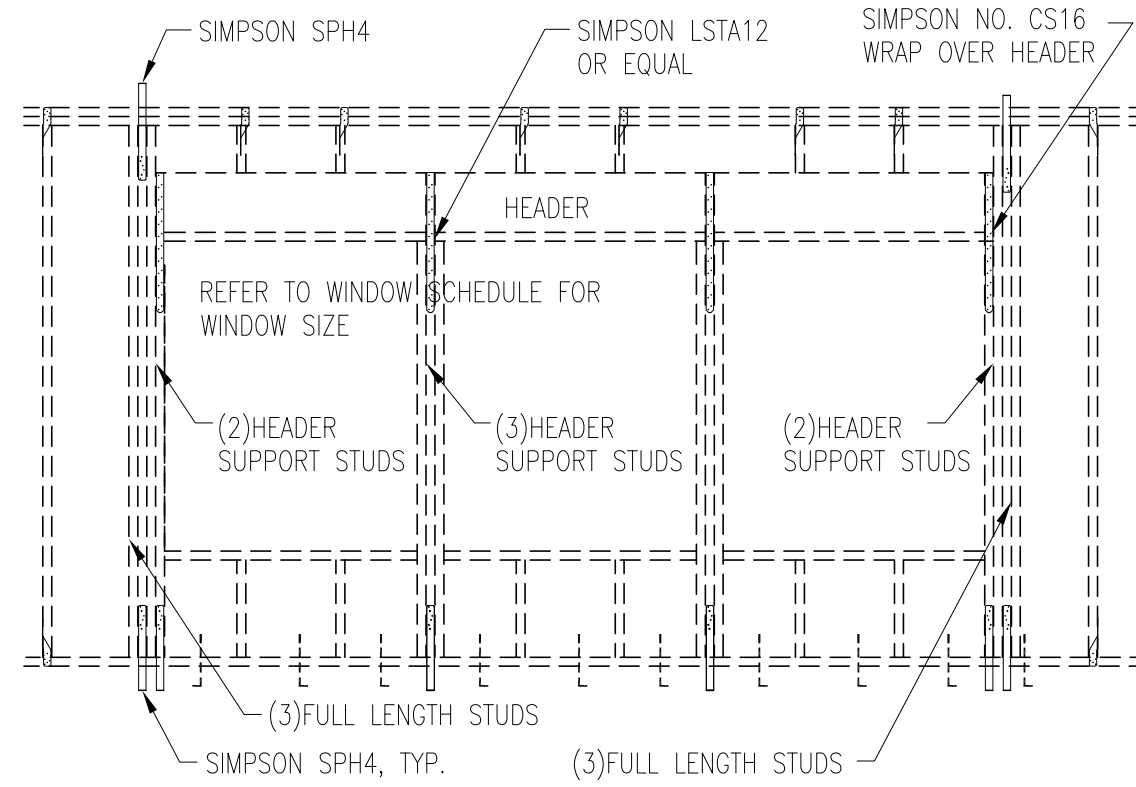 SIMPSON SPH4
SIMPSON LSTA12
OR EQUAL
SIMPSON NO. CS16
WRAP OVER HEADER
HEADER
REFER TO WINDOW SCHEDULE FOR
WINDOW SIZE
(2)HEADER
SUPPORT STUDS
(3)HEADER
SUPPORT STUDS
(2)HEADER
SUPPORT STUDS
(3)FULL LENGTH STUDS
SIMPSON SPH4, TYP.
(3)FULL LENGTH STUDS